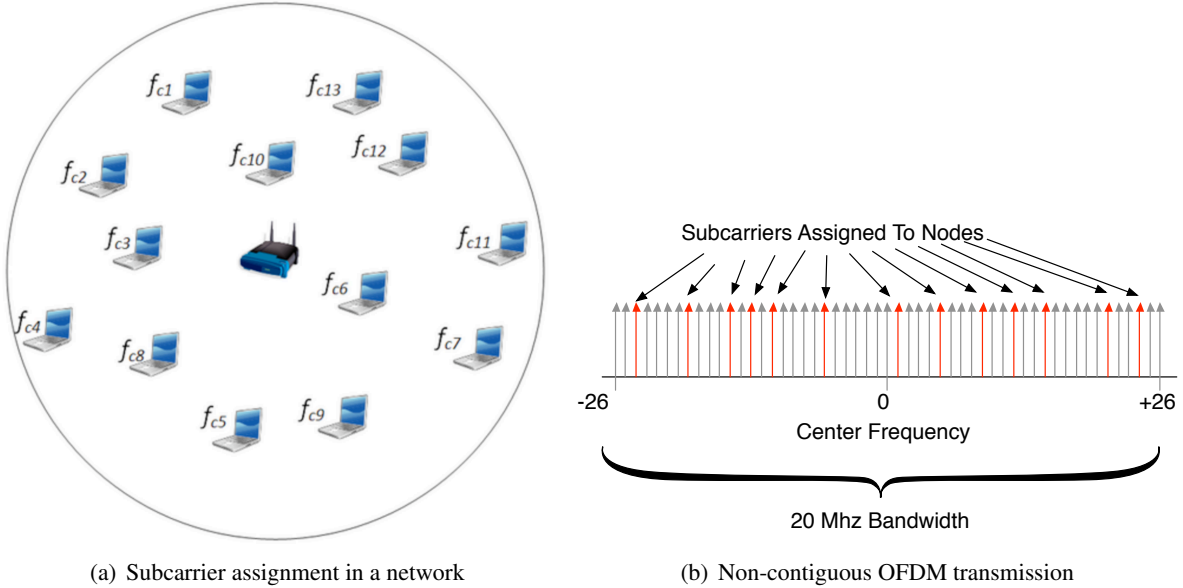 fc1
fc13
fc10
fc12
fc2
fc3
fc11
fc6
fc4
fc8
fc7
fc5
fc9
(a) Subcarrier assignment in a network
Subcarriers Assigned To Nodes
-26
0
+26
Center Frequency
20 Mhz Bandwidth
(b) Non-contiguous OFDM transmission